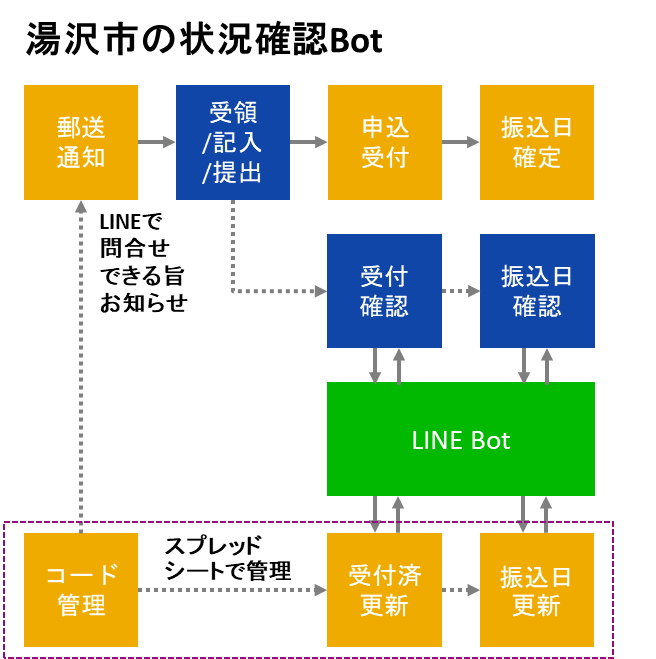 湯沢市の状況確認Bot
郵送
通知
受領
/記入
/提出
申込
受付
振込日
確定
LINEで
問合せ
できる旨
お知らせ
受付
確認
振込日
確認
LINE Bot
コード
管理
スプレッド
シートで管理
受付済
更新
振込日
更新